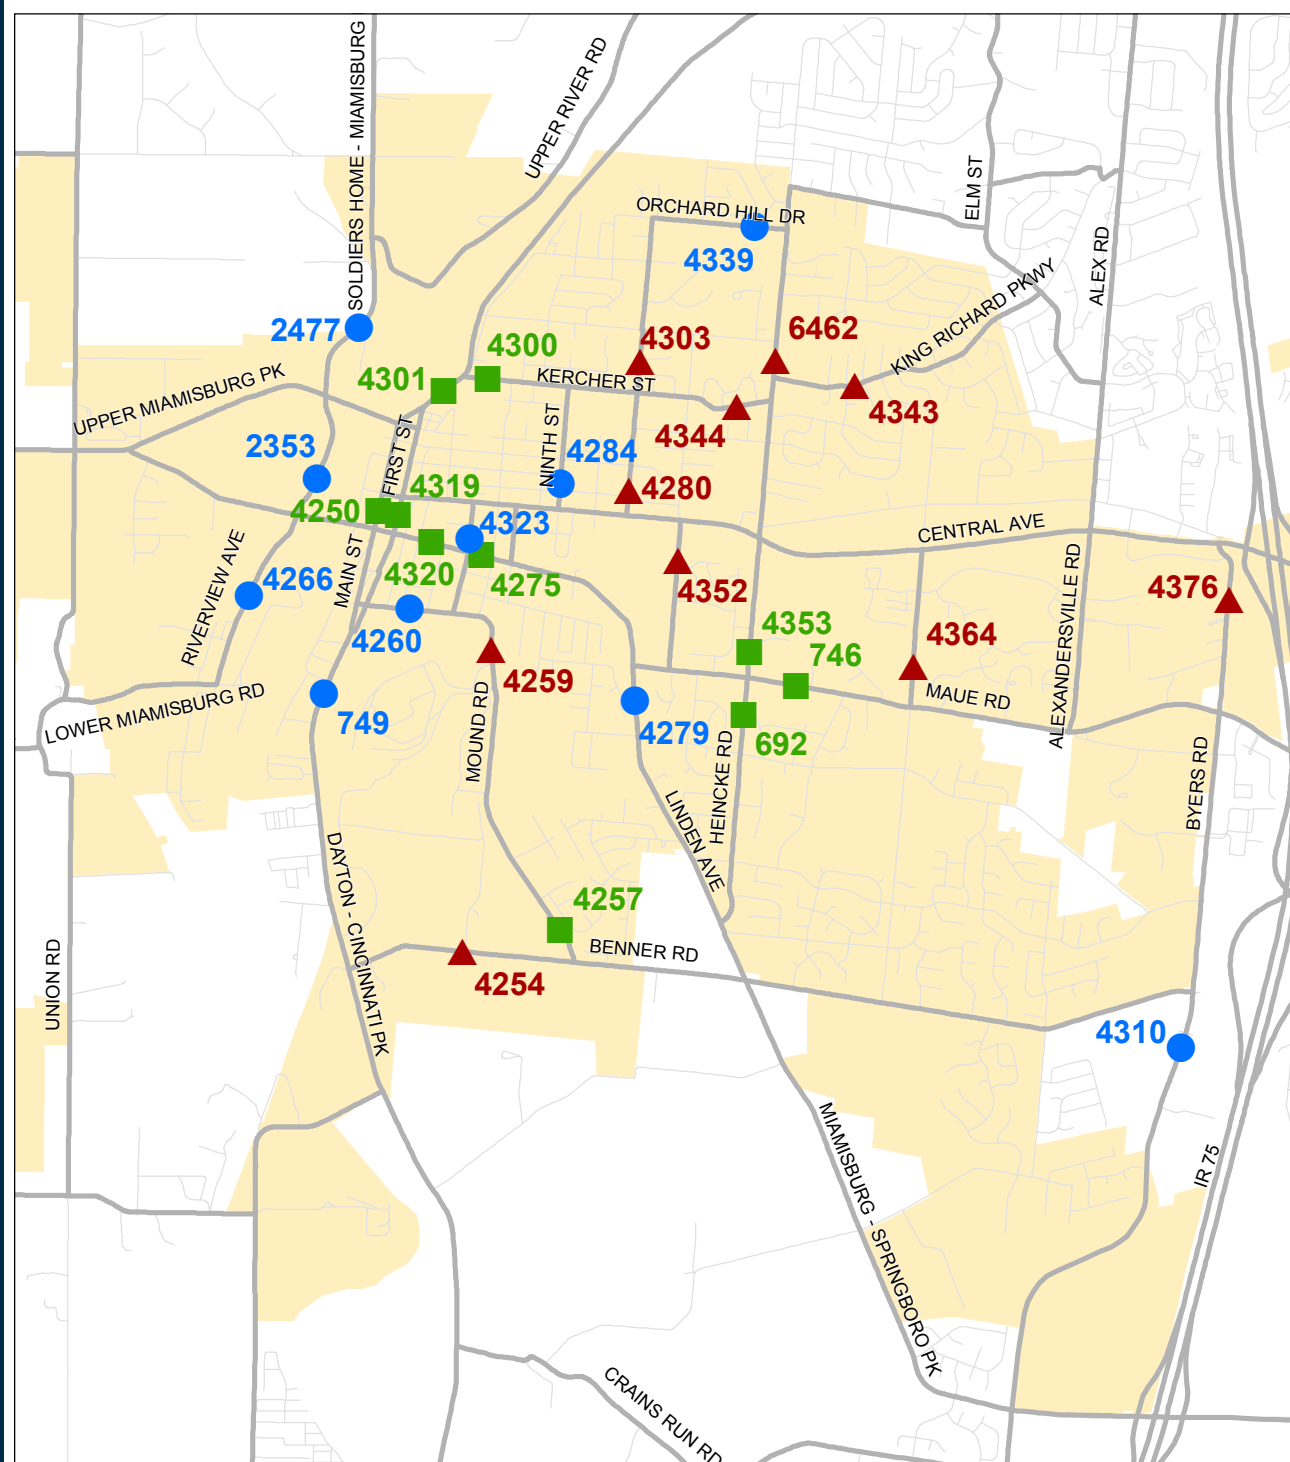 SOLDIERS HOME - MIAMISBURG
UPPER RIVER RD
ELM ST
ORCHARD HILL DR
4339
ALEX RD
KING RICHARD PKWY
2477
4303
6462
4300
4301
KERCHER ST
UPPER MIAMISBURG PK
4343
FIRST ST
NINTH ST
4344
2353
4284
4280
4319
4250
4323
CENTRAL AVE
RIVERVIEW AVE
MAIN ST
4320
4275
4352
ALEXANDERSVILLE RD
4376
4266
4260
4353
4364
746
4259
MAUE RD
LOWER MIAMISBURG RD
749
MOUND RD
4279
692
HEINCKE RD
BYERS RD
LINDEN AVE
DAYTON - CINCINNATI PK
4257
BENNER RD
UNION RD
4254
4310
MIAMISBURG - SPRINGBORO PK
IR 75
CRAINS RUN RD